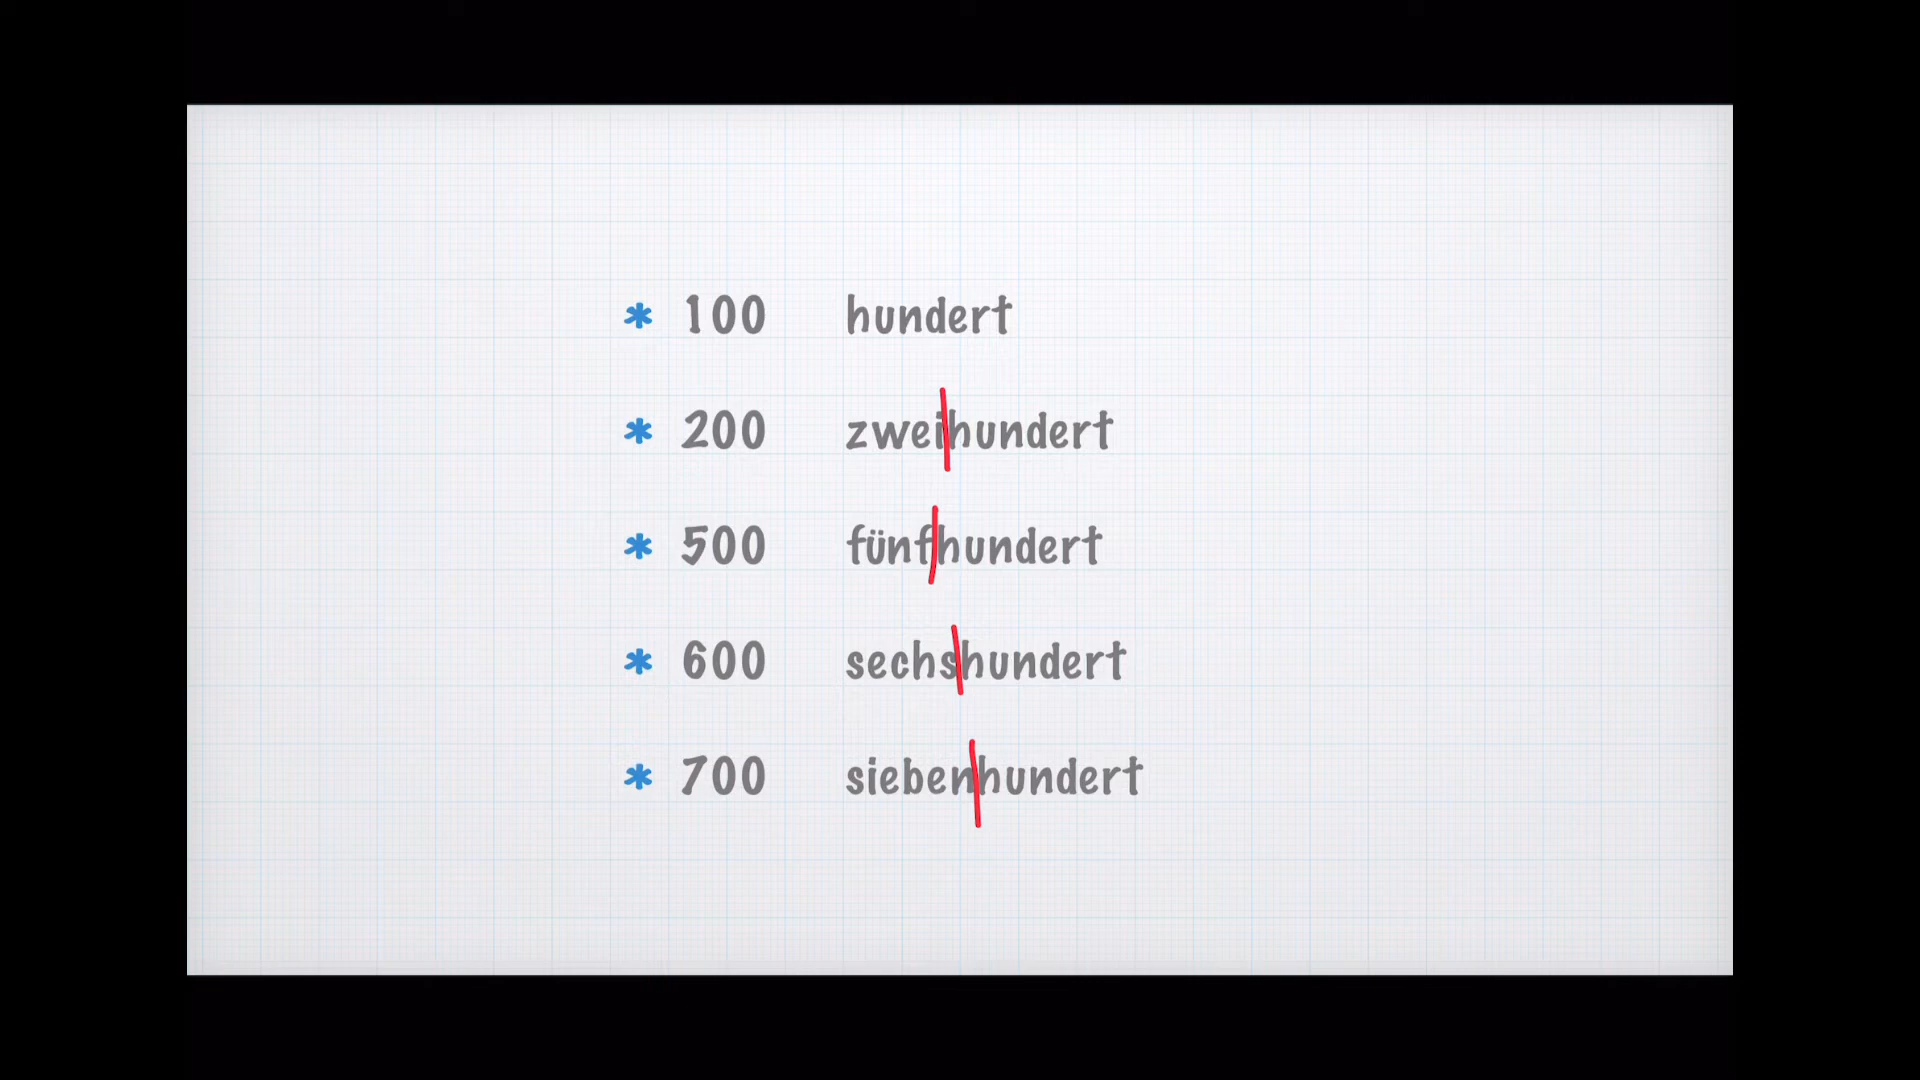 * 100 hundert
* 200 zweihundert
* 500 fünfhundert
* 600 sechshundert
* 700 siebenhundert